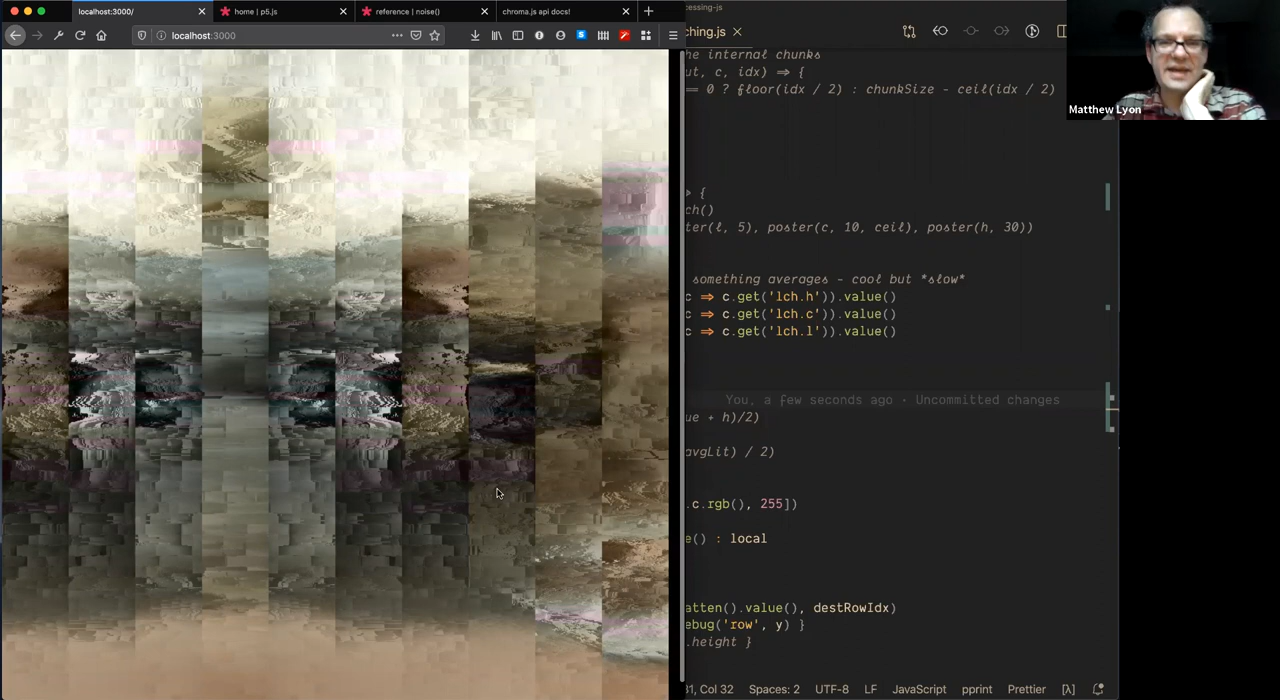 localhost:3000/
home | p5.js
reference | noise()
chroma.js api docs!
localhost:3000
cessing-js
ching.js
Matthew Lyon
he internal chunks
ut, c, idx) => {
== 0 ? floor(idx / 2) : chunkSize - ceil(idx / 2)
> {
ch()
ter(l, 5), poster(c, 10, ceil), poster(h, 30))
something averages - cool but *slow*
c => c.get('lch.h')).value()
c => c.get('lch.c')).value()
c => c.get('lch.l')).value()
You, a few seconds ago • Uncommitted changes
ue + h)/2)
avgLit) / 2)
.c.rgb(), 255])
e() : local
atten().value(), destRowIdx)
ebug('row', y) }
.height }
31, Col 32 Spaces: 2 UTF-8 LF JavaScript pprint Prettier [λ]